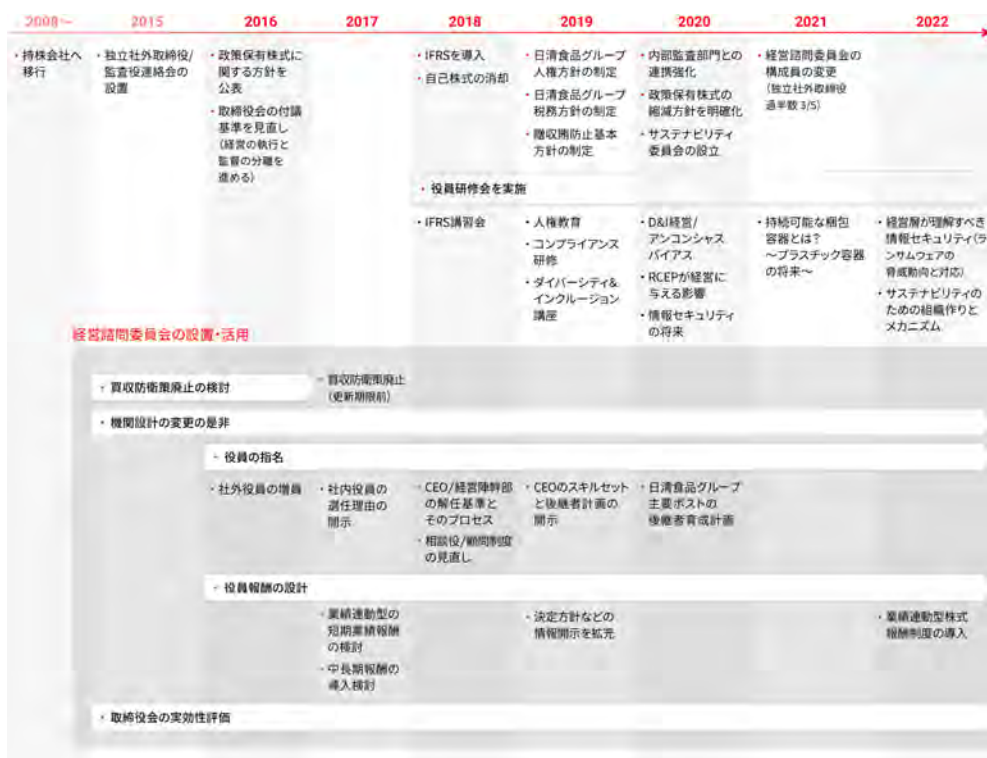 2008～ 2015 2016 2017 2018 2019 2020 2021 2022
・持株会社へ
移行
・独立社外取締役/
監査役連絡会の
設置
・政策保有株式に
関する方針を
公表
・取締役会の付議
基準を見直し
(経営の執行と
監督の分離を
進める)
・IFRSを導入
・自己株式の消却
・日清食品グループ
人権方針の制定
・日清食品グループ
税務方針の制定
・贈収賄防止基本
方針の制定
・内部監査部門との
連携強化
・政策保有株式の
縮減方針を明確化
・サステナビリティ
委員会の設立
・経営諮問委員会の
構成員の変更
(独立社外取締役
過半数 3/5)
・役員研修会を実施
・IFRS講習会
・人権教育
・コンプライアンス
研修
・ダイバーシティ&
インクルージョン
講座
・D&I経営/
アンコンシャス
バイアス
・RCEPが経営に
与える影響
・情報セキュリティ
の将来
・持続可能な梱包
容器とは？
～プラスチック容器
の将来～
・経営層が理解すべき
情報セキュリティ(ラ
ンサムウェアの
脅威動向と対応)
・サステナビリティの
ための組織作りと
メカニズム
経営諮問委員会の設置・活用
・買収防衛策廃止の検討
・買収防衛策廃止
(更新期限前)
・機関設計の変更の是非
・役員の指名
・社外役員の増員
・社内役員の
選任理由の
開示
・CEO/経営陣幹部
の解任基準と
そのプロセス
・相談役/顧問制度
の見直し
・CEOのスキルセット
と後継者計画の
開示
・日清食品グループ
主要ポストの
後継者育成計画
・役員報酬の設計
・業績連動型の
短期業績報酬
の検討
・中長期報酬の
導入検討
・決定方針などの
情報開示を拡充
・業績連動型株式
報酬制度の導入
・取締役会の実効性評価